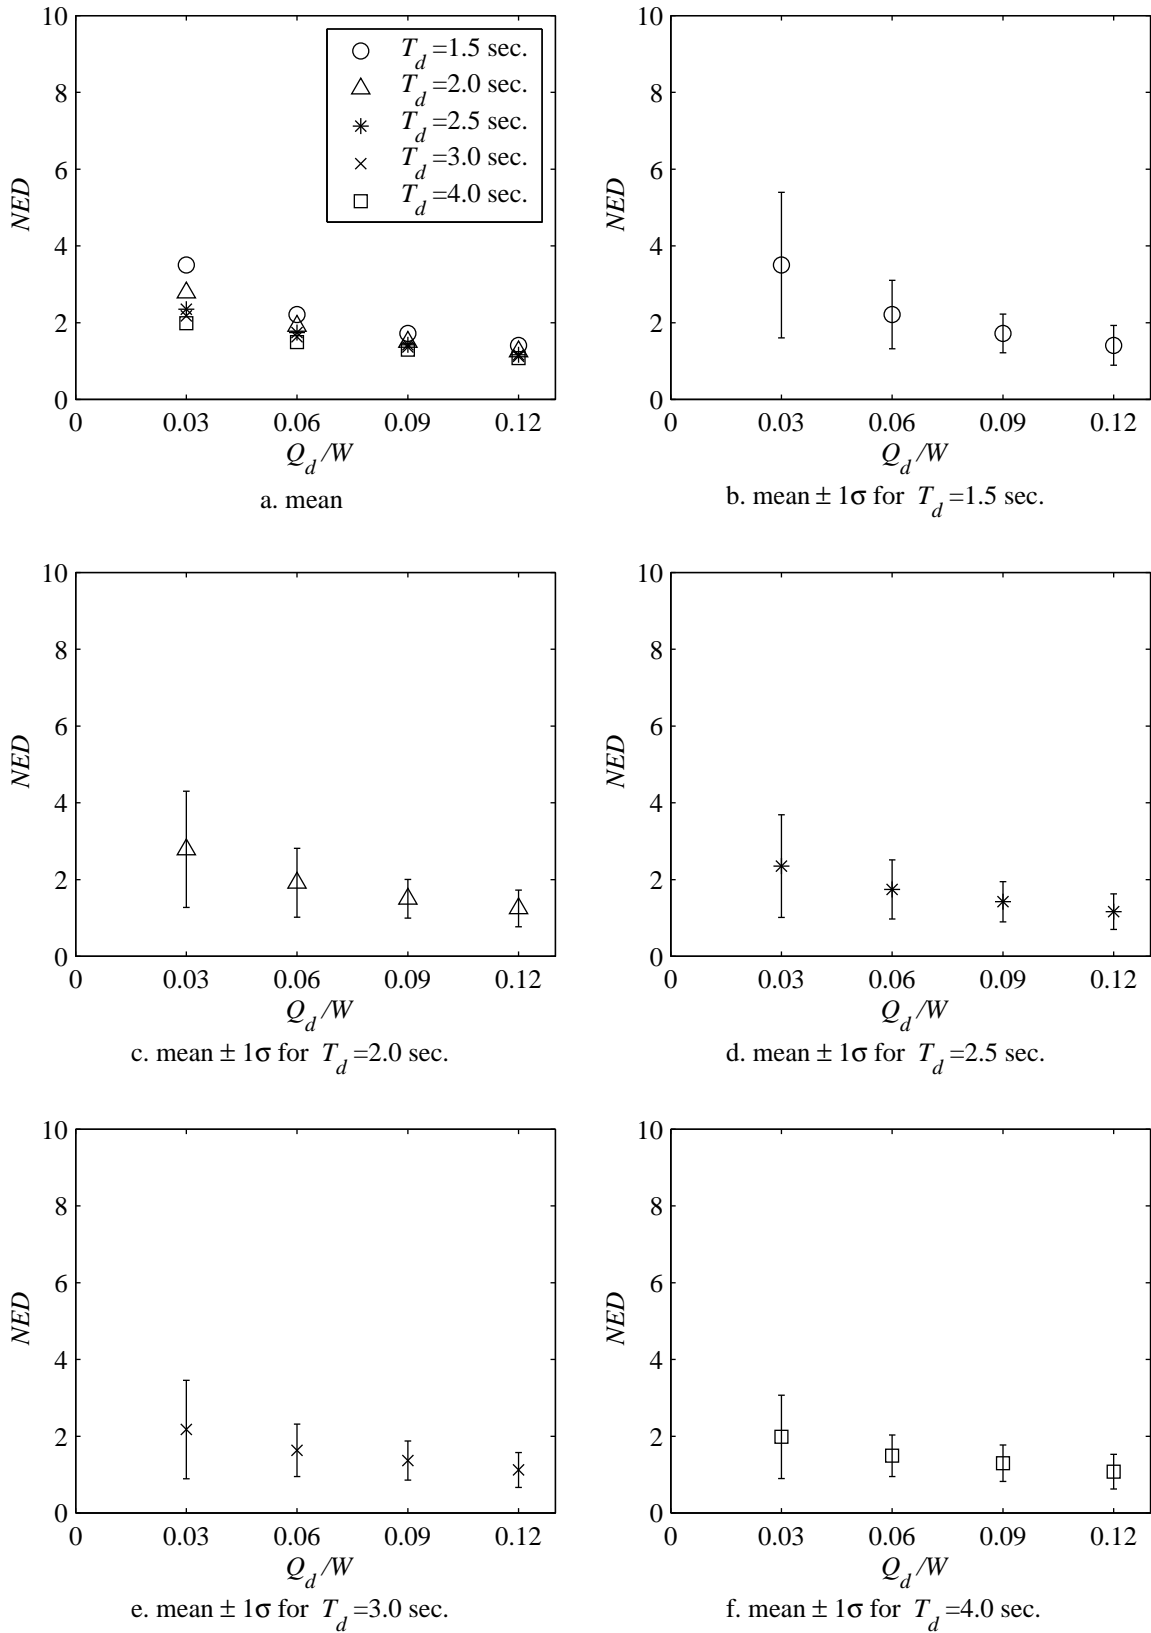 10
8
6
4
2
0
NED
T_d =1.5 sec.
T_d =2.0 sec.
T_d =2.5 sec.
T_d =3.0 sec.
T_d =4.0 sec.
0 0.03 0.06 0.09 0.12
Q_d /W
a. mean
10
8
6
4
2
0
NED
0 0.03 0.06 0.09 0.12
Q_d /W
b. mean ± 1σ for T_d =1.5 sec.
10
8
6
4
2
0
NED
0 0.03 0.06 0.09 0.12
Q_d /W
c. mean ± 1σ for T_d =2.0 sec.
10
8
6
4
2
0
NED
0 0.03 0.06 0.09 0.12
Q_d /W
d. mean ± 1σ for T_d =2.5 sec.
10
8
6
4
2
0
NED
0 0.03 0.06 0.09 0.12
Q_d /W
e. mean ± 1σ for T_d =3.0 sec.
10
8
6
4
2
0
NED
0 0.03 0.06 0.09 0.12
Q_d /W
f. mean ± 1σ for T_d =4.0 sec.